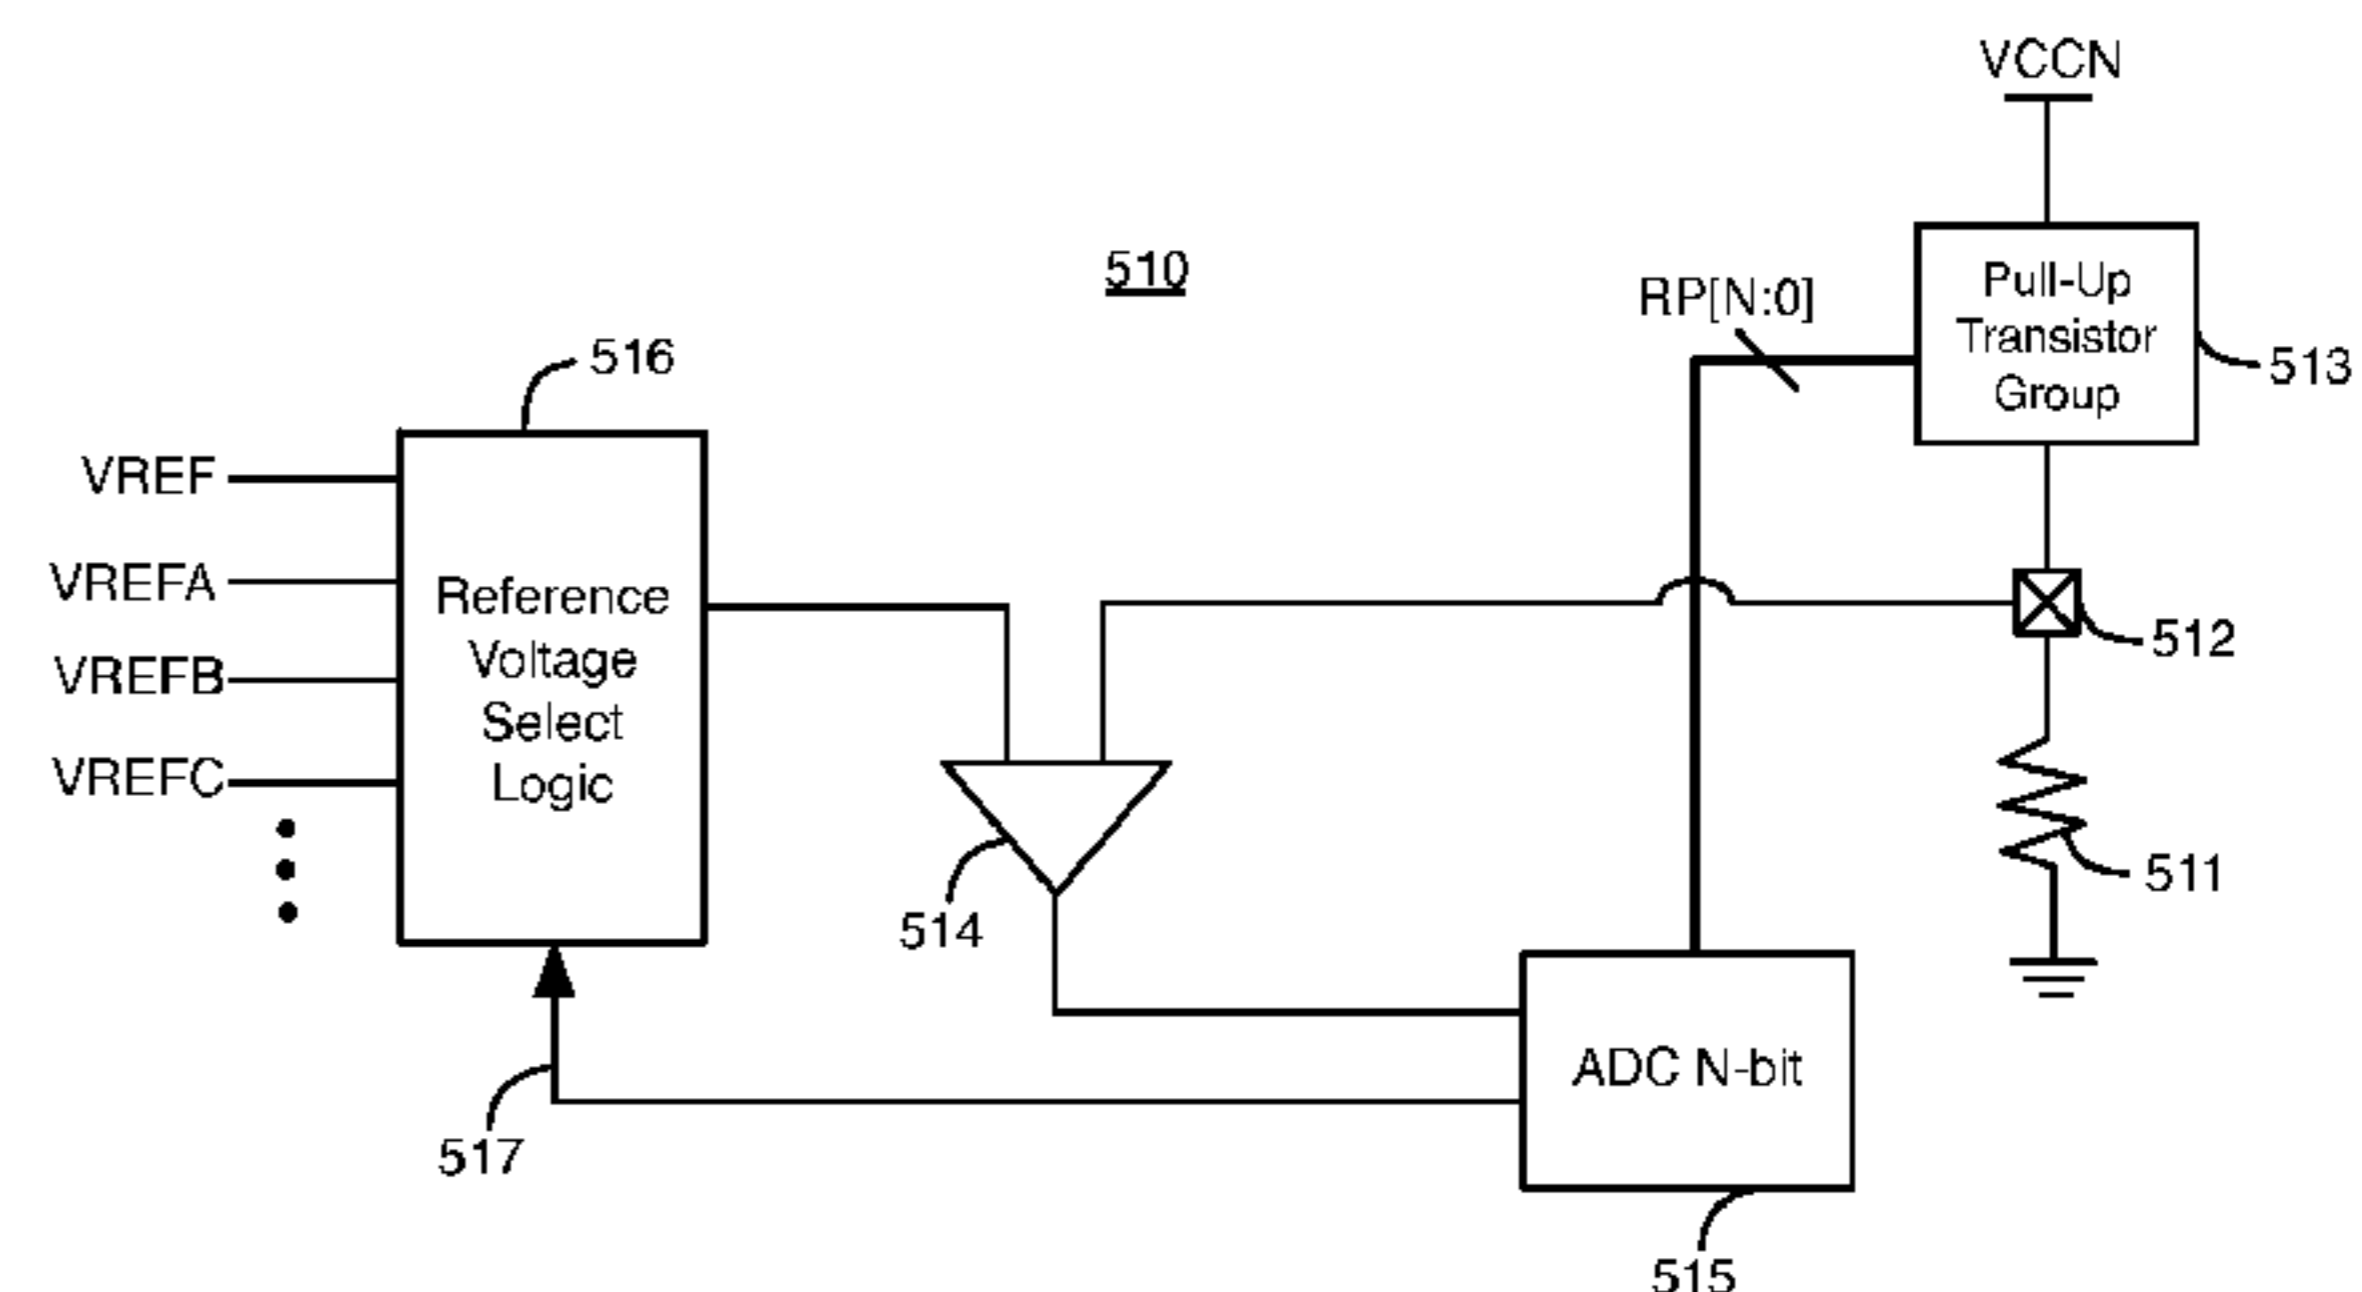 VCCN
510
RP[N:0]
Pull-Up
Transistor
Group
513
516
VREF
VREFA
VREFB
VREFC
Reference
Voltage
Select
Logic
512
511
514
ADC N-bit
517
515